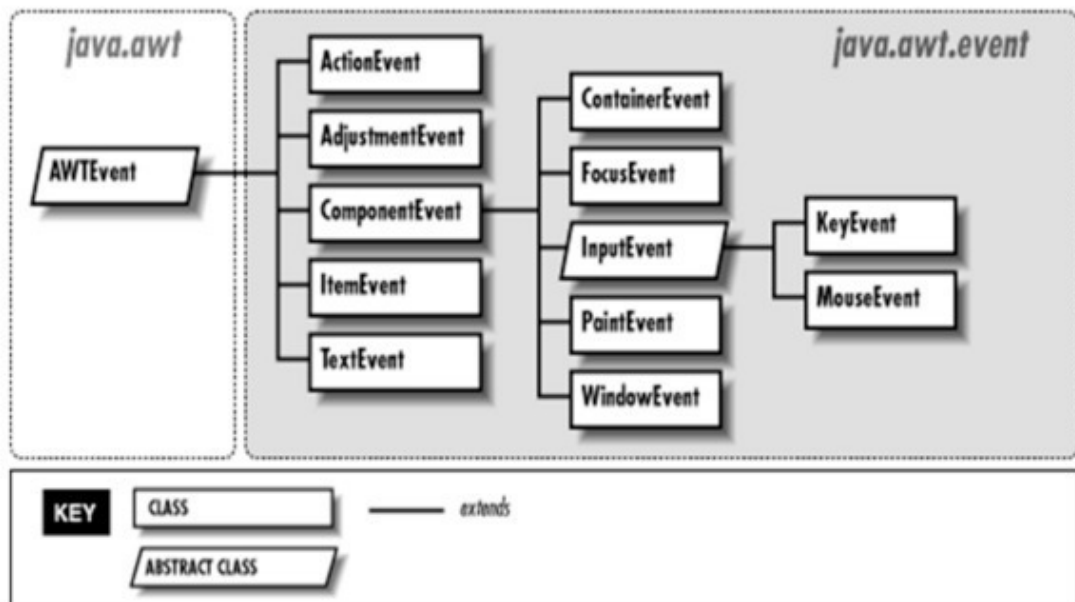 java.awt
java.awt.event
AWTEvent
ActionEvent
AdjustmentEvent
ComponentEvent
ItemEvent
TextEvent
ContainerEvent
FocusEvent
InputEvent
PaintEvent
WindowEvent
KeyEvent
MouseEvent
KEY
CLASS
extends
ABSTRACT CLASS